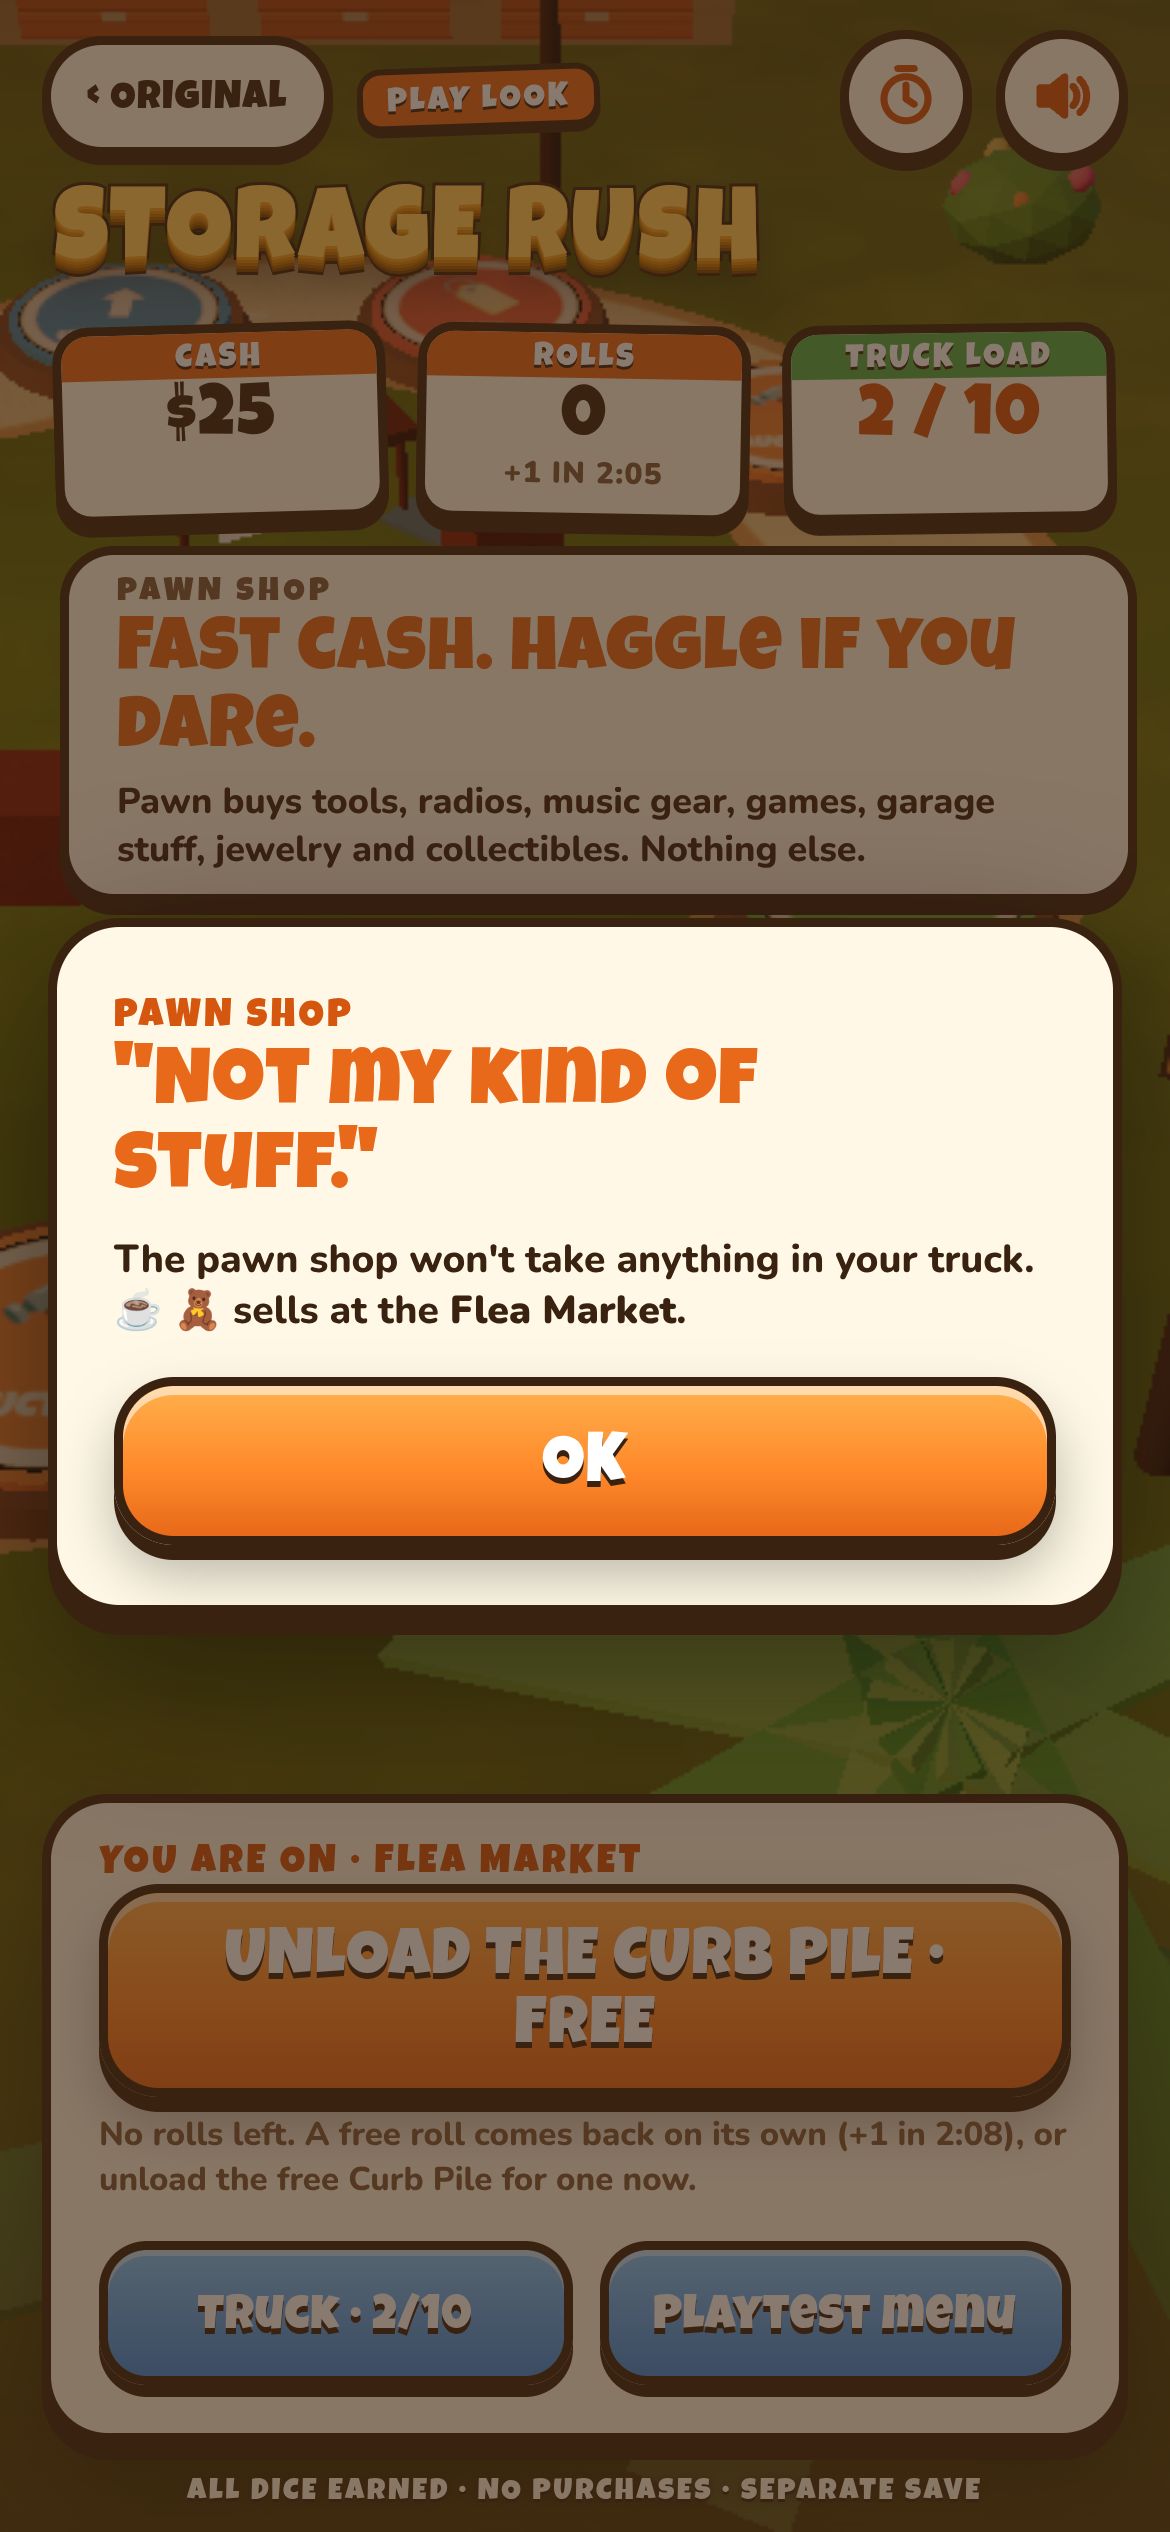 ‹ ORIGINAL
PLAY LOOK
STORAGE RUSH
CASH
$25
ROLLS
0
+1 IN 2:05
TRUCK LOAD
2 / 10
PAWN SHOP
FAST CASH. HAGGLE IF YOU
DARE.
Pawn buys tools, radios, music gear, games, garage
stuff, jewelry and collectibles. Nothing else.
PAWN SHOP
"NOT MY KIND OF
STUFF."
The pawn shop won't take anything in your truck.
☕ 🧸 sells at the Flea Market.
OK
YOU ARE ON · FLEA MARKET
UNLOAD THE CURB PILE ·
FREE
No rolls left. A free roll comes back on its own (+1 in 2:08), or
unload the free Curb Pile for one now.
TRUCK · 2/10
PLAYTEST MENU
ALL DICE EARNED · NO PURCHASES · SEPARATE SAVE